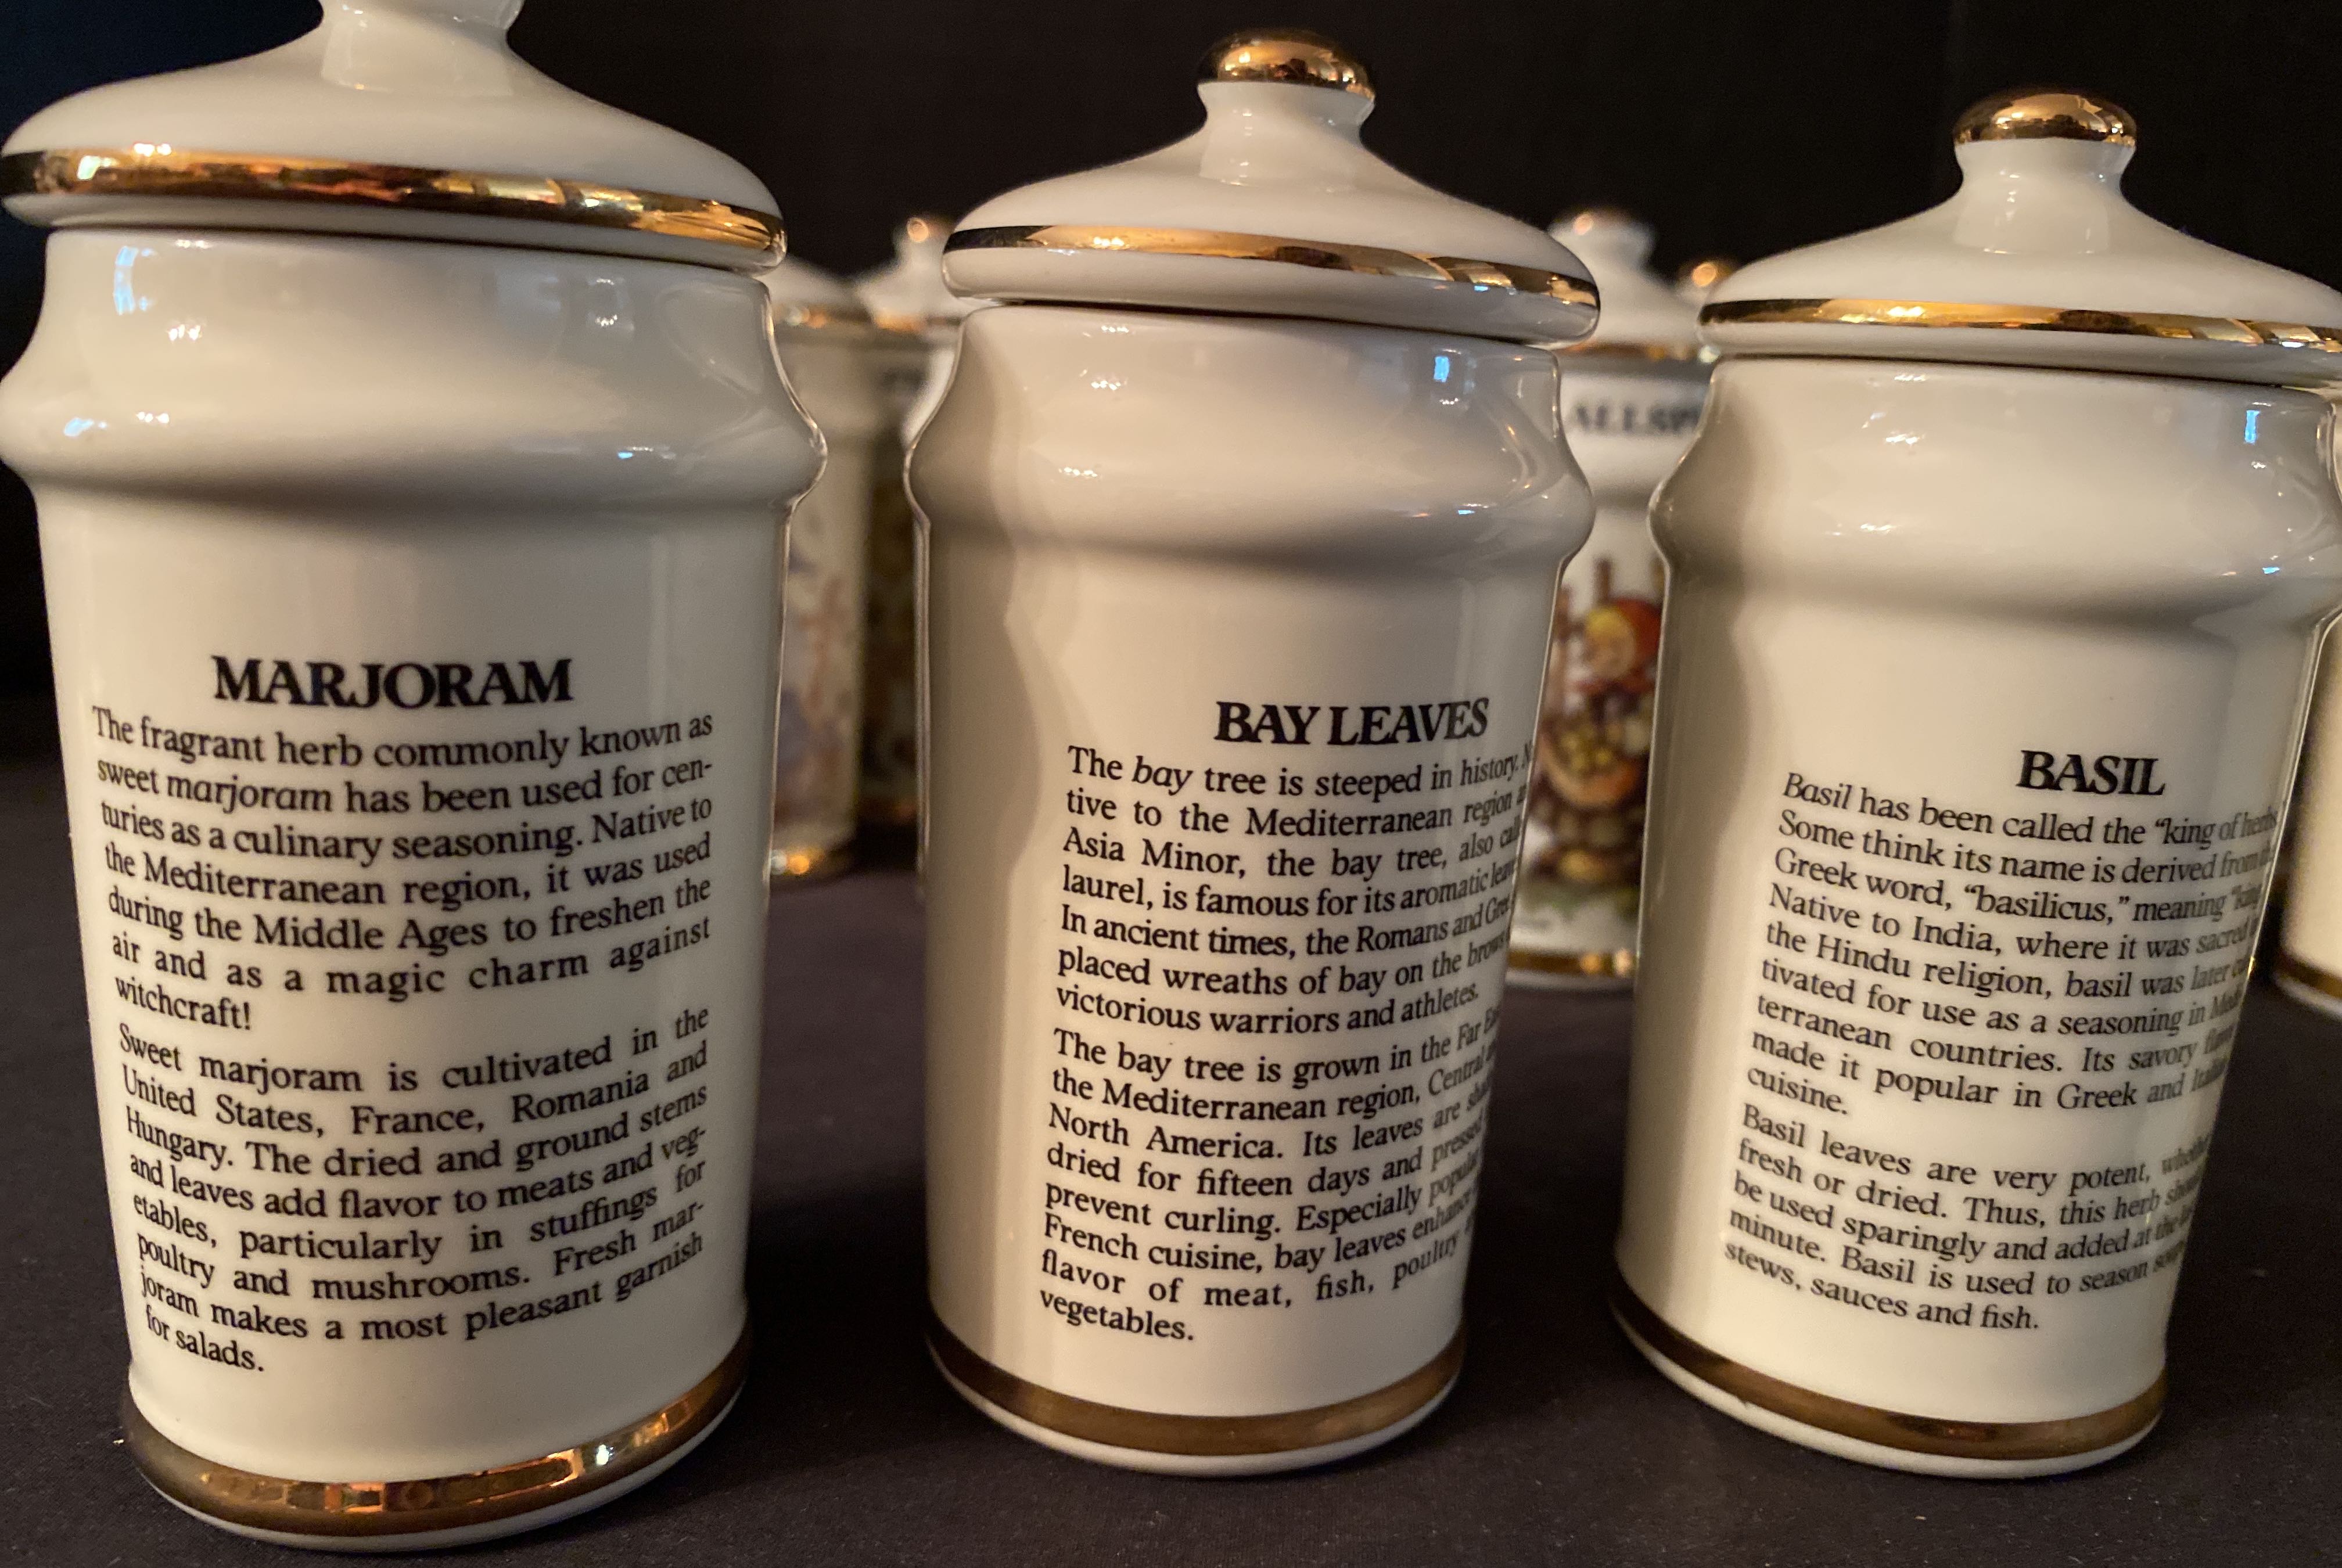 MARJORAM
The fragrant herb commonly known as
sweet marjoram has been used for cen-
turies as a culinary seasoning. Native to
the Mediterranean region, it was used
during the Middle Ages to freshen the
air and as a magic charm against
witchcraft!
Sweet marjoram is cultivated in the
United States, France, Romania and
Hungary. The dried and ground stems
and leaves add flavor to meats and veg-
etables, particularly in stuffings for
poultry and mushrooms. Fresh mar-
joram makes a most pleasant garnish
for salads.
BAY LEAVES
The bay tree is steeped in history.
tive to the Mediterranean region
Asia Minor, the bay tree, also
laurel, is famous for its aromatic
In ancient times, the Romans and
placed wreaths of bay on the
victorious warriors and athletes.
The bay tree is grown in the Far
the Mediterranean region, Central
North America. Its leaves are
dried for fifteen days and pressed
prevent curling. Especially
French cuisine, bay leaves
flavor of meat, fish, poultry
vegetables.
BASIL
Basil has been called the "king of herbs
Some think its name is derived from
Greek word, "basilicus," meaning
Native to India, where it was sacred
the Hindu religion, basil was later
tivated for use as a seasoning in
terranean countries. Its savory
made it popular in Greek and
cuisine.
Basil leaves are very potent,
fresh or dried. Thus, this herb
be used sparingly and added at the
minute. Basil is used to season
stews, sauces and fish.